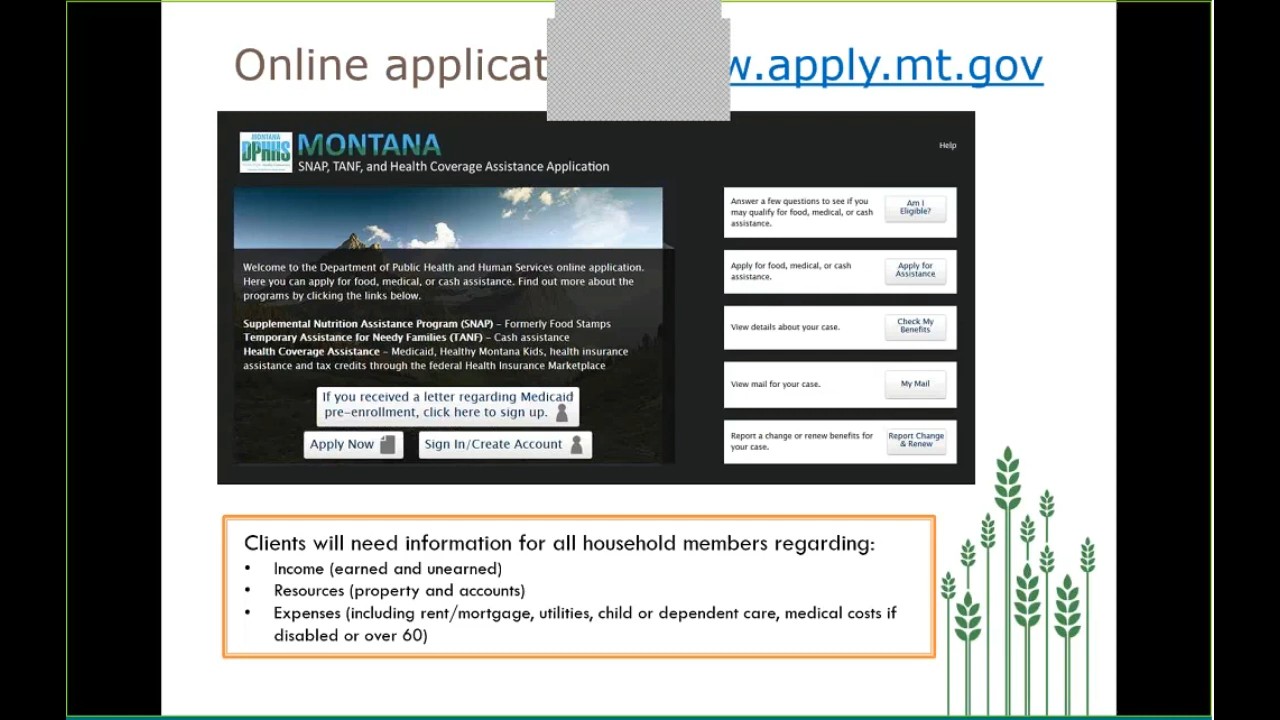 Online applicat w.apply.mt.gov
MONTANA
DPHHS
MONTANA
SNAP, TANF, and Health Coverage Assistance Application
Help
Welcome to the Department of Public Health and Human Services online application.
Here you can apply for food, medical, or cash assistance. Find out more about the
programs by clicking the links below.
Supplemental Nutrition Assistance Program (SNAP) – Formerly Food Stamps
Temporary Assistance for Needy Families (TANF) – Cash assistance
Health Coverage Assistance – Medicaid, Healthy Montana Kids, health insurance
assistance and tax credits through the federal Health Insurance Marketplace
If you received a letter regarding Medicaid
pre-enrollment, click here to sign up.
Apply Now
Sign In/Create Account
Answer a few questions to see if you
may qualify for food, medical, or cash
assistance.
Am I
Eligible?
Apply for food, medical, or cash
assistance.
Apply for
Assistance
View details about your case.
Check My
Benefits
View mail for your case.
My Mail
Report a change or renew benefits for
your case.
Report Change
& Renew
Clients will need information for all household members regarding:
• Income (earned and unearned)
• Resources (property and accounts)
• Expenses (including rent/mortgage, utilities, child or dependent care, medical costs if
disabled or over 60)